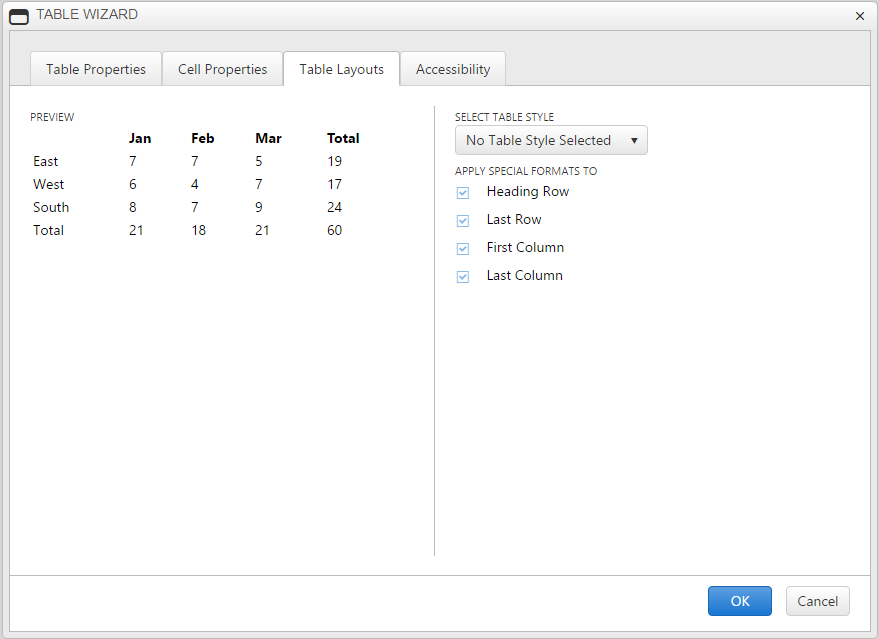 TABLE WIZARD
Table Properties Cell Properties Table Layouts Accessibility
PREVIEW
Jan Feb Mar Total
East 7 7 5 19
West 6 4 7 17
South 8 7 9 24
Total 21 18 21 60
SELECT TABLE STYLE
No Table Style Selected
APPLY SPECIAL FORMATS TO
Heading Row
Last Row
First Column
Last Column
OK Cancel